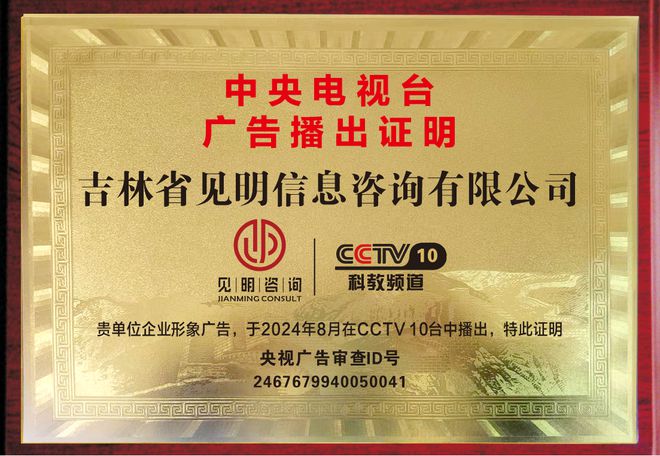 中央电视台
广告播出证明
吉林省见明信息咨询有限公司
见明咨询
JIANMING CONSULT
CCTV 10
科教频道
贵单位企业形象广告，于2024年8月在CCTV 10台中播出，特此证明
央视广告审查ID号
2467679940050041